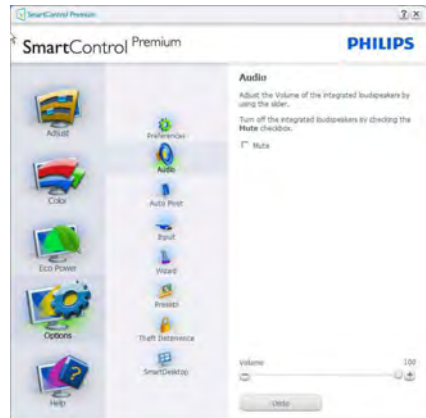 SmartControl Premium
SmartControl Premium
PHILIPS
Adjust
Color
Eco Power
Options
Help
Preferences
Audio
Auto Pivot
Input
Wizard
Presets
Theft Deterrence
SmartDesktop
Audio
Adjust the Volume of the integrated loudspeakers by
using the slider.
Turn off the integrated loudspeakers by checking the
Mute checkbox.
Mute
Volume
100
Undo